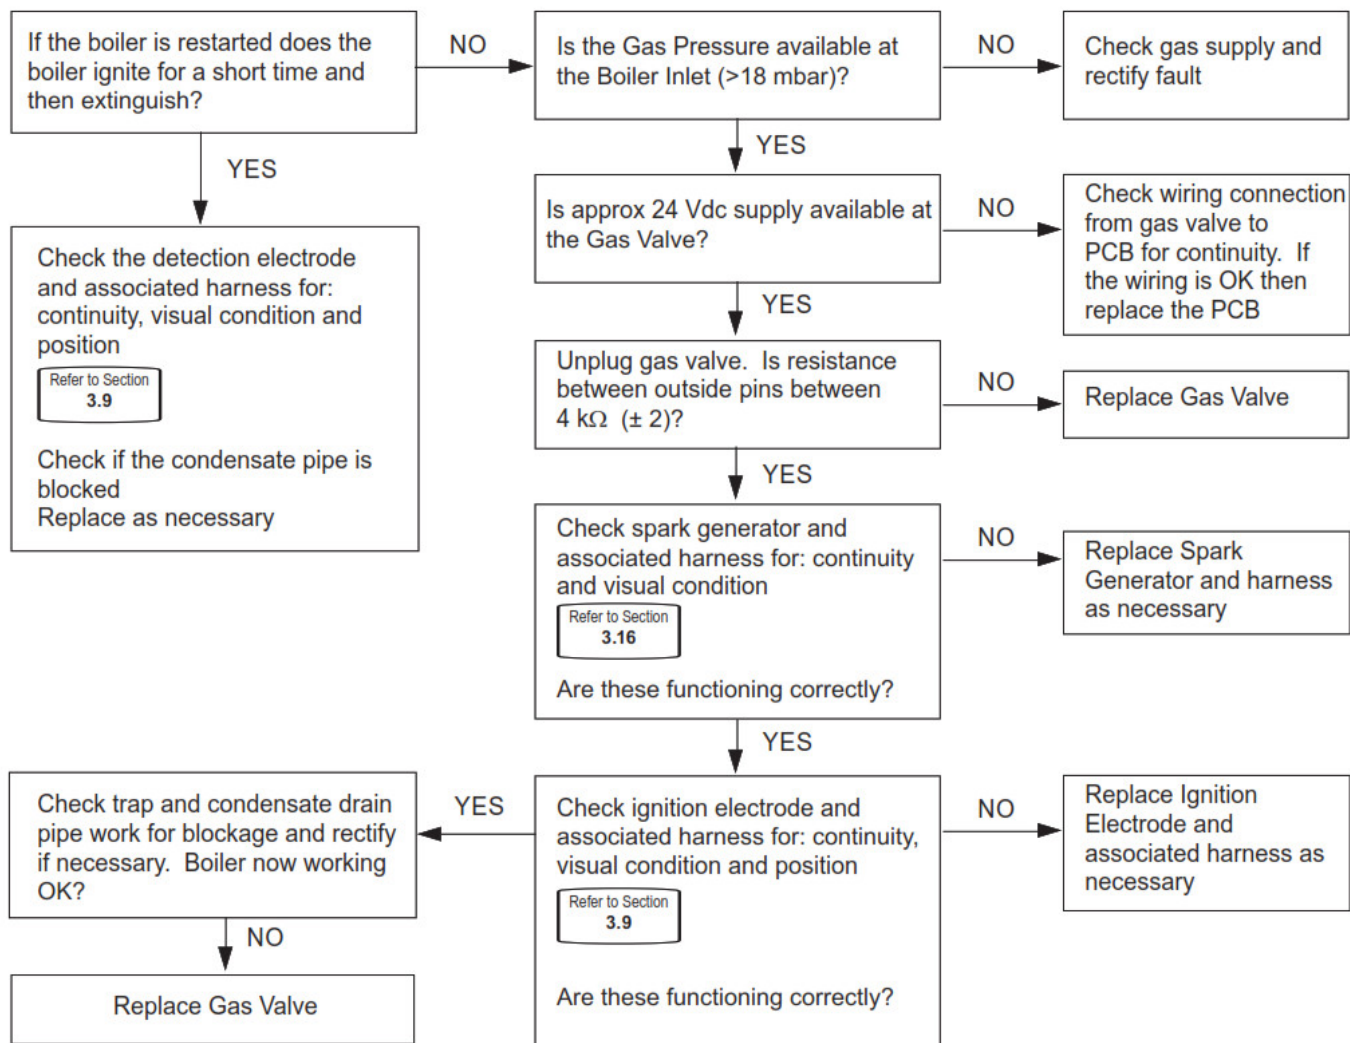 If the boiler is restarted does the
boiler ignite for a short time and
then extinguish?
NO
Is the Gas Pressure available at
the Boiler Inlet (>18 mbar)?
NO
Check gas supply and
rectify fault
YES
YES
Check the detection electrode
and associated harness for:
continuity, visual condition and
position
Refer to Section
3.9
Check if the condensate pipe is
blocked
Replace as necessary
Is approx 24 Vdc supply available at
the Gas Valve?
NO
Check wiring connection
from gas valve to
PCB for continuity. If
the wiring is OK then
replace the PCB
YES
Unplug gas valve. Is resistance
between outside pins between
4 kΩ (± 2)?
NO
Replace Gas Valve
YES
Check spark generator and
associated harness for: continuity
and visual condition
Refer to Section
3.16
Are these functioning correctly?
NO
Replace Spark
Generator and harness
as necessary
YES
Check ignition electrode and
associated harness for: continuity,
visual condition and position
Refer to Section
3.9
Are these functioning correctly?
NO
Replace Ignition
Electrode and
associated harness as
necessary
YES
Check trap and condensate drain
pipe work for blockage and rectify
if necessary. Boiler now working
OK?
NO
Replace Gas Valve